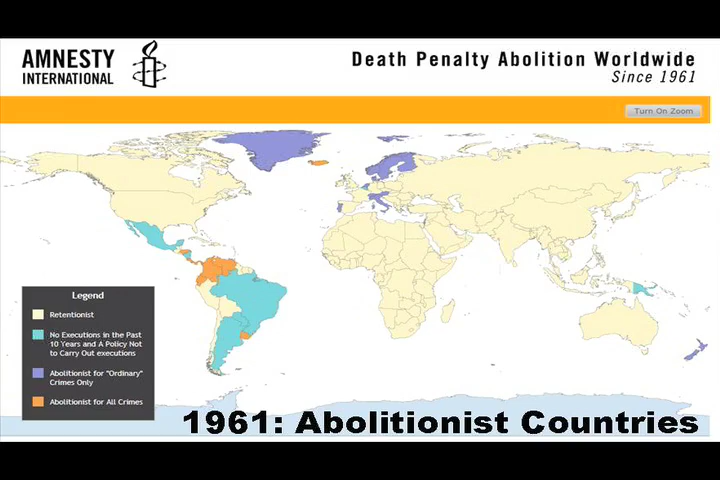 AMNESTY
INTERNATIONAL
Death Penalty Abolition Worldwide
Since 1961
Turn On Zoom
Legend
Retentionist
No Executions in the Past
10 Years and A Policy Not
to Carry Out executions
Abolitionist for "Ordinary"
Crimes Only
Abolitionist for All Crimes
1961: Abolitionist Countries